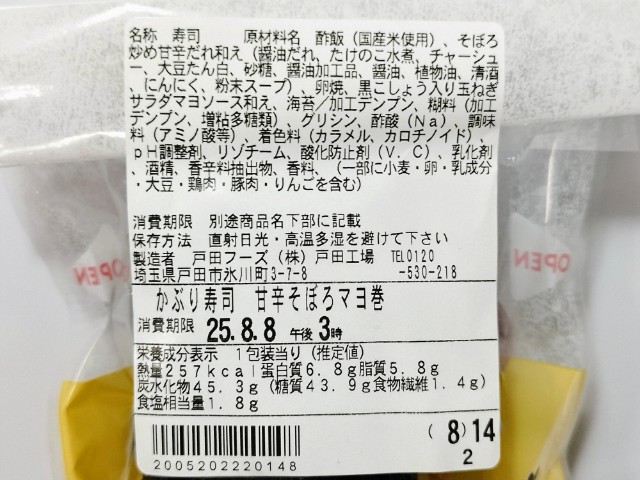 名称 寿司 原材料名 酢飯（国産米使用）、そぼろ
炒め甘辛だれ和え（醤油だれ、たけのこ水煮、チャーシュ
ー、大豆たん白、砂糖、醤油加工品、醤油、植物油、清酒
、にんにく、粉末スープ）、卵焼、黒こしょう入り玉ねぎ
サラダマヨソース和え、海苔／加工デンプン、糊料（加工
デンプン、増粘多糖類）、グリシン、酢酸（Ｎａ）、調味
料（アミノ酸等）、着色料（カラメル、カロチノイド）、
ｐＨ調整剤、リゾチーム、酸化防止剤（Ｖ．Ｃ）、乳化剤
、酒精、香辛料抽出物、香料、（一部に小麦・卵・乳成分
・大豆・鶏肉・豚肉・りんごを含む）
消費期限 別途商品名下部に記載
保存方法 直射日光・高温多湿を避けて下さい
製造者 戸田フーズ（株）戸田工場 TEL0120
埼玉県戸田市氷川町3-7-8 -530-218
かぶり寿司 甘辛そぼろマヨ巻
消費期限 25.8.8 午後3時
栄養成分表示 １包装当り（推定値）
熱量２５７ｋｃａｌ蛋白質６．８ｇ脂質５．８ｇ
炭水化物４５．３ｇ（糖質４３．９ｇ食物繊維１．４ｇ）
食塩相当量１．８ｇ
2005202220148
（ 8）14
2
OPEN
OPEN